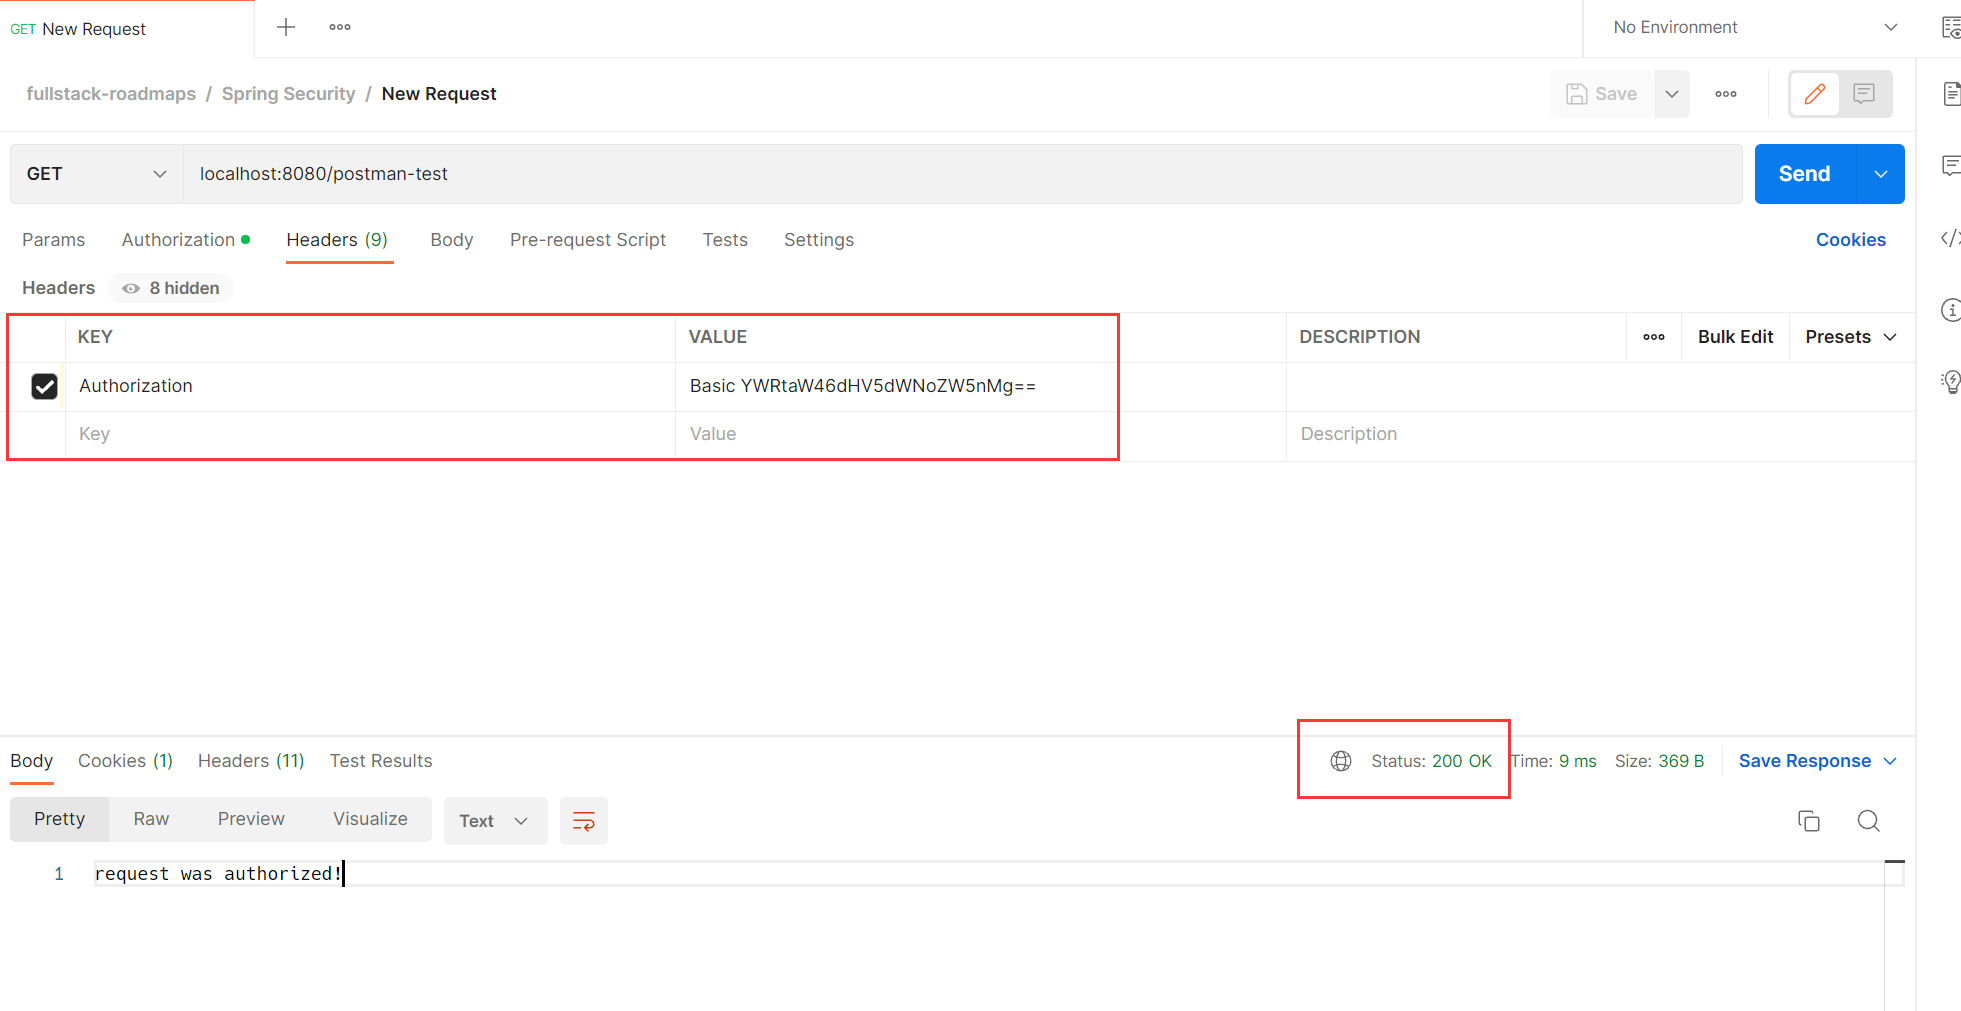 GET New Request
No Environment
fullstack-roadmaps / Spring Security / New Request
Save
GET
localhost:8080/postman-test
Send
Params Authorization Headers (9) Body Pre-request Script Tests Settings Cookies
Headers 8 hidden
KEY VALUE DESCRIPTION Bulk Edit Presets
Authorization Basic YWRtaW46dHV5dWNoZW5nMg==
Key Value Description
Body Cookies (1) Headers (11) Test Results Status: 200 OK Time: 9 ms Size: 369 B Save Response
Pretty Raw Preview Visualize Text
1 request was authorized!